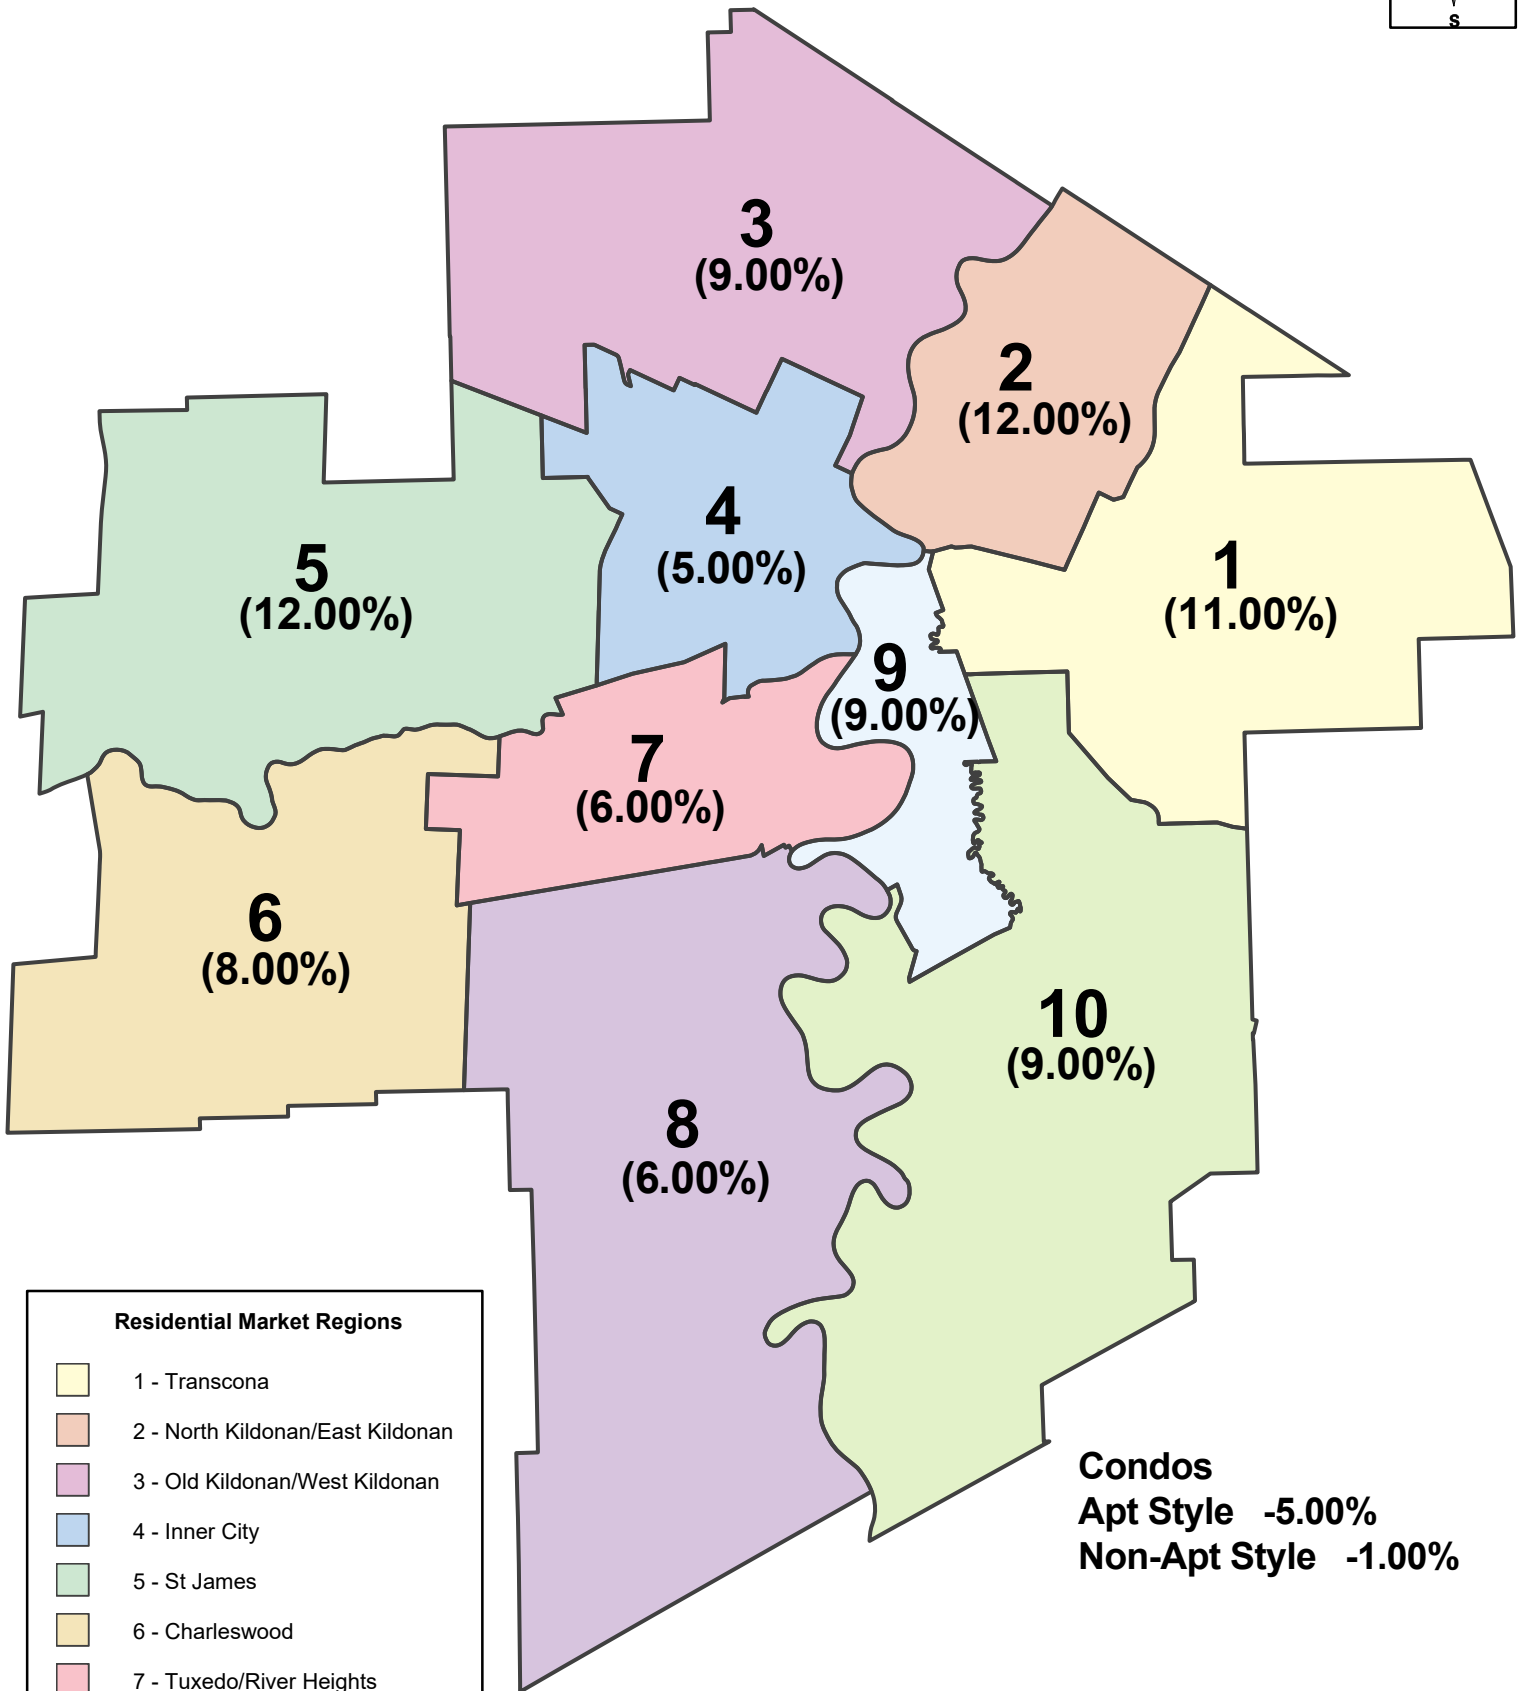 S
3
(9.00%)
2
(12.00%)
4
(5.00%)
1
(11.00%)
5
(12.00%)
9
(9.00%)
7
(6.00%)
6
(8.00%)
10
(9.00%)
8
(6.00%)
Residential Market Regions
1 - Transcona
2 - North Kildonan/East Kildonan
3 - Old Kildonan/West Kildonan
4 - Inner City
5 - St James
6 - Charleswood
7 - Tuxedo/River Heights
Condos
Apt Style -5.00%
Non-Apt Style -1.00%